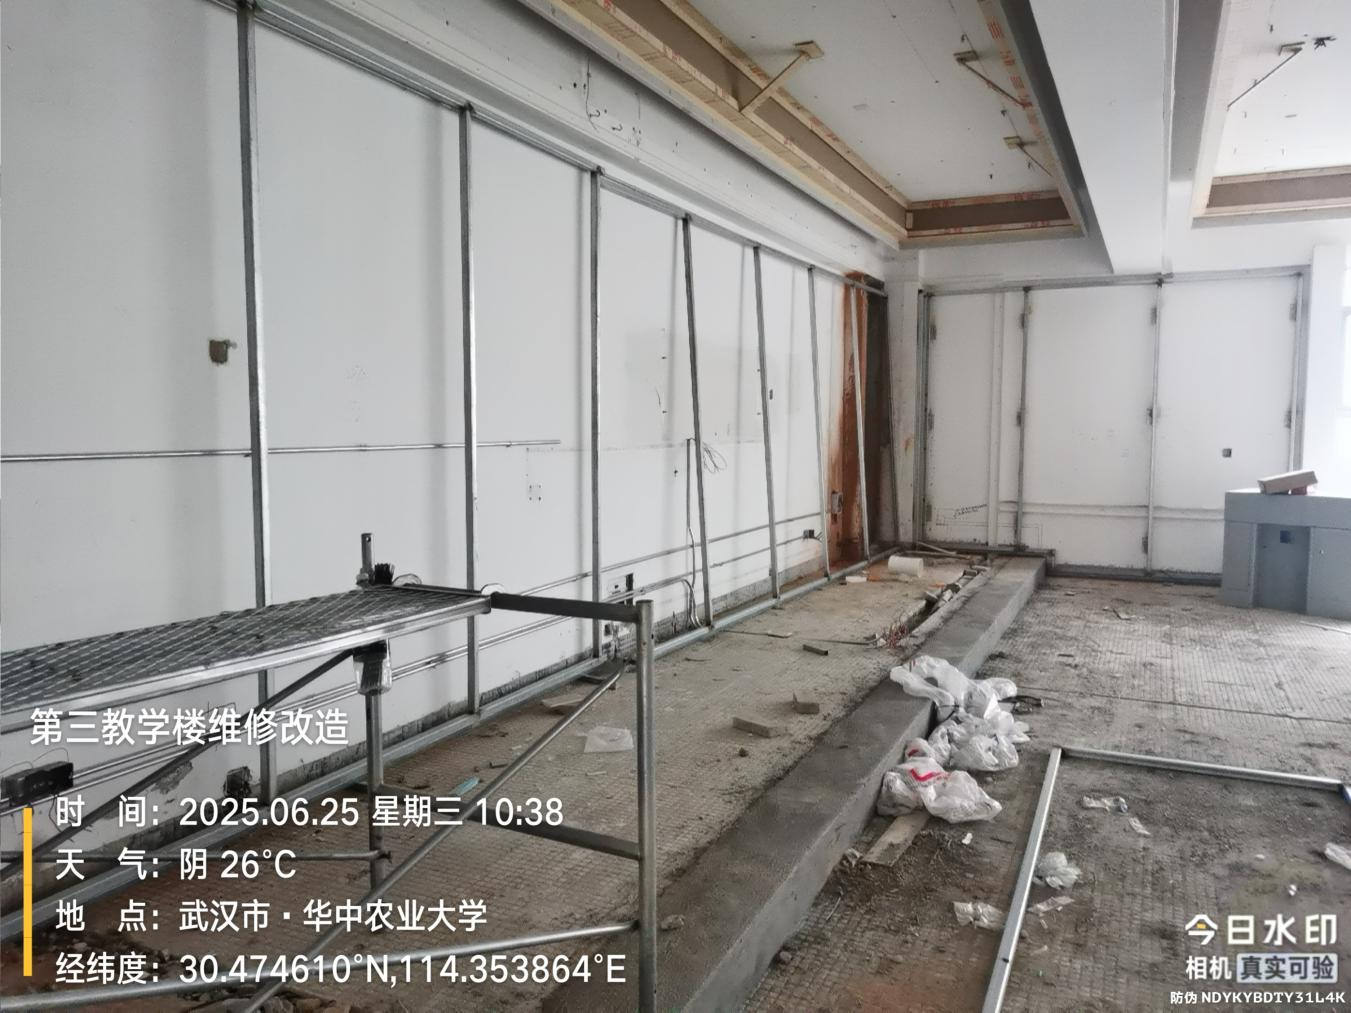 第三教学楼维修改造
时 间: 2025.06.25 星期三 10:38
天 气: 阴 26°C
地 点: 武汉市·华中农业大学
经纬度: 30.474610°N,114.353864°E
今日水印
相机 真实可验
防伪 NDYKYBDTY31L4K